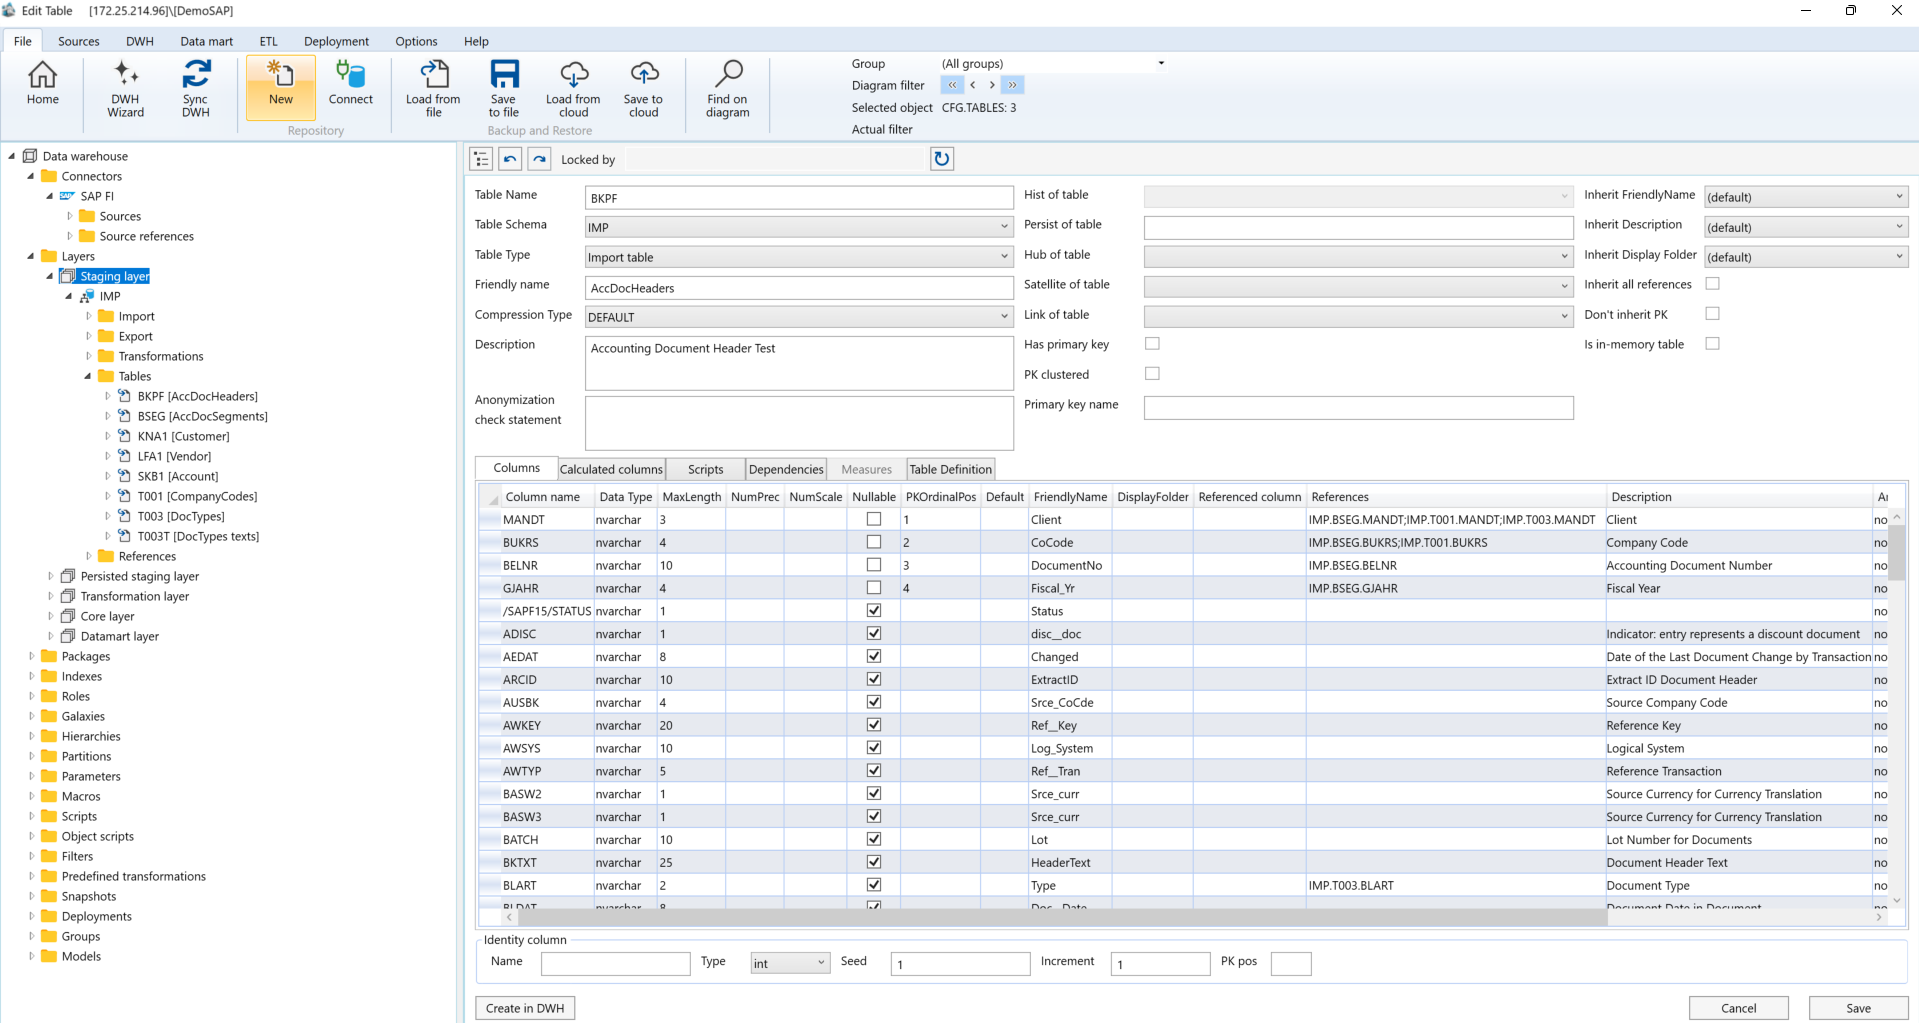 Edit Table [172.25.214.96]\[DemoSAP]
File Sources DWH Data mart ETL Deployment Options Help
Home
DWH Wizard
Sync DWH
New
Connect
Repository
Load from file
Save to file
Load from cloud
Save to cloud
Backup and Restore
Find on diagram
Group (All groups)
Diagram filter « < > »
Selected object CFG.TABLES: 3
Actual filter
Data warehouse
Connectors
SAP FI
Sources
Source references
Layers
Staging layer
IMP
Import
Export
Transformations
Tables
BKPF [AccDocHeaders]
BSEG [AccDocSegments]
KNA1 [Customer]
LFA1 [Vendor]
SKB1 [Account]
T001 [CompanyCodes]
T003 [DocTypes]
T003T [DocTypes texts]
References
Persisted staging layer
Transformation layer
Core layer
Datamart layer
Packages
Indexes
Roles
Galaxies
Hierarchies
Partitions
Parameters
Macros
Scripts
Object scripts
Filters
Predefined transformations
Snapshots
Deployments
Groups
Models
Locked by
Table Name BKPF
Table Schema IMP
Table Type Import table
Friendly name AccDocHeaders
Compression Type DEFAULT
Description Accounting Document Header Test
Anonymization check statement
Hist of table
Persist of table
Hub of table
Satellite of table
Link of table
Has primary key
PK clustered
Primary key name
Inherit FriendlyName (default)
Inherit Description (default)
Inherit Display Folder (default)
Inherit all references
Don't inherit PK
Is in-memory table
Columns Calculated columns Scripts Dependencies Measures Table Definition
Column name Data Type MaxLength NumPrec NumScale Nullable PKOrdinalPos Default FriendlyName DisplayFolder Referenced column References Description
MANDT nvarchar 3 1 Client IMP.BSEG.MANDT;IMP.T001.MANDT;IMP.T003.MANDT Client no
BUKRS nvarchar 4 2 CoCode IMP.BSEG.BUKRS;IMP.T001.BUKRS Company Code no
BELNR nvarchar 10 3 DocumentNo IMP.BSEG.BELNR Accounting Document Number no
GJAHR nvarchar 4 4 Fiscal_Yr IMP.BSEG.GJAHR Fiscal Year no
/SAPF15/STATUS nvarchar 1 Status no
ADISC nvarchar 1 disc__doc Indicator: entry represents a discount document no
AEDAT nvarchar 8 Changed Date of the Last Document Change by Transaction no
ARCID nvarchar 10 ExtractID Extract ID Document Header no
AUSBK nvarchar 4 Srce_CoCde Source Company Code no
AWKEY nvarchar 20 Ref__Key Reference Key no
AWSYS nvarchar 10 Log_System Logical System no
AWTYP nvarchar 5 Ref__Tran Reference Transaction no
BASW2 nvarchar 1 Srce_curr Source Currency for Currency Translation no
BASW3 nvarchar 1 Srce_curr Source Currency for Currency Translation no
BATCH nvarchar 10 Lot Lot Number for Documents no
BKTXT nvarchar 25 HeaderText Document Header Text no
BLART nvarchar 2 Type IMP.T003.BLART Document Type no
BLDAT nvarchar 8 Doc__Date Document Date in Document no
Identity column
Name Type int Seed 1 Increment 1 PK pos
Create in DWH Cancel Save